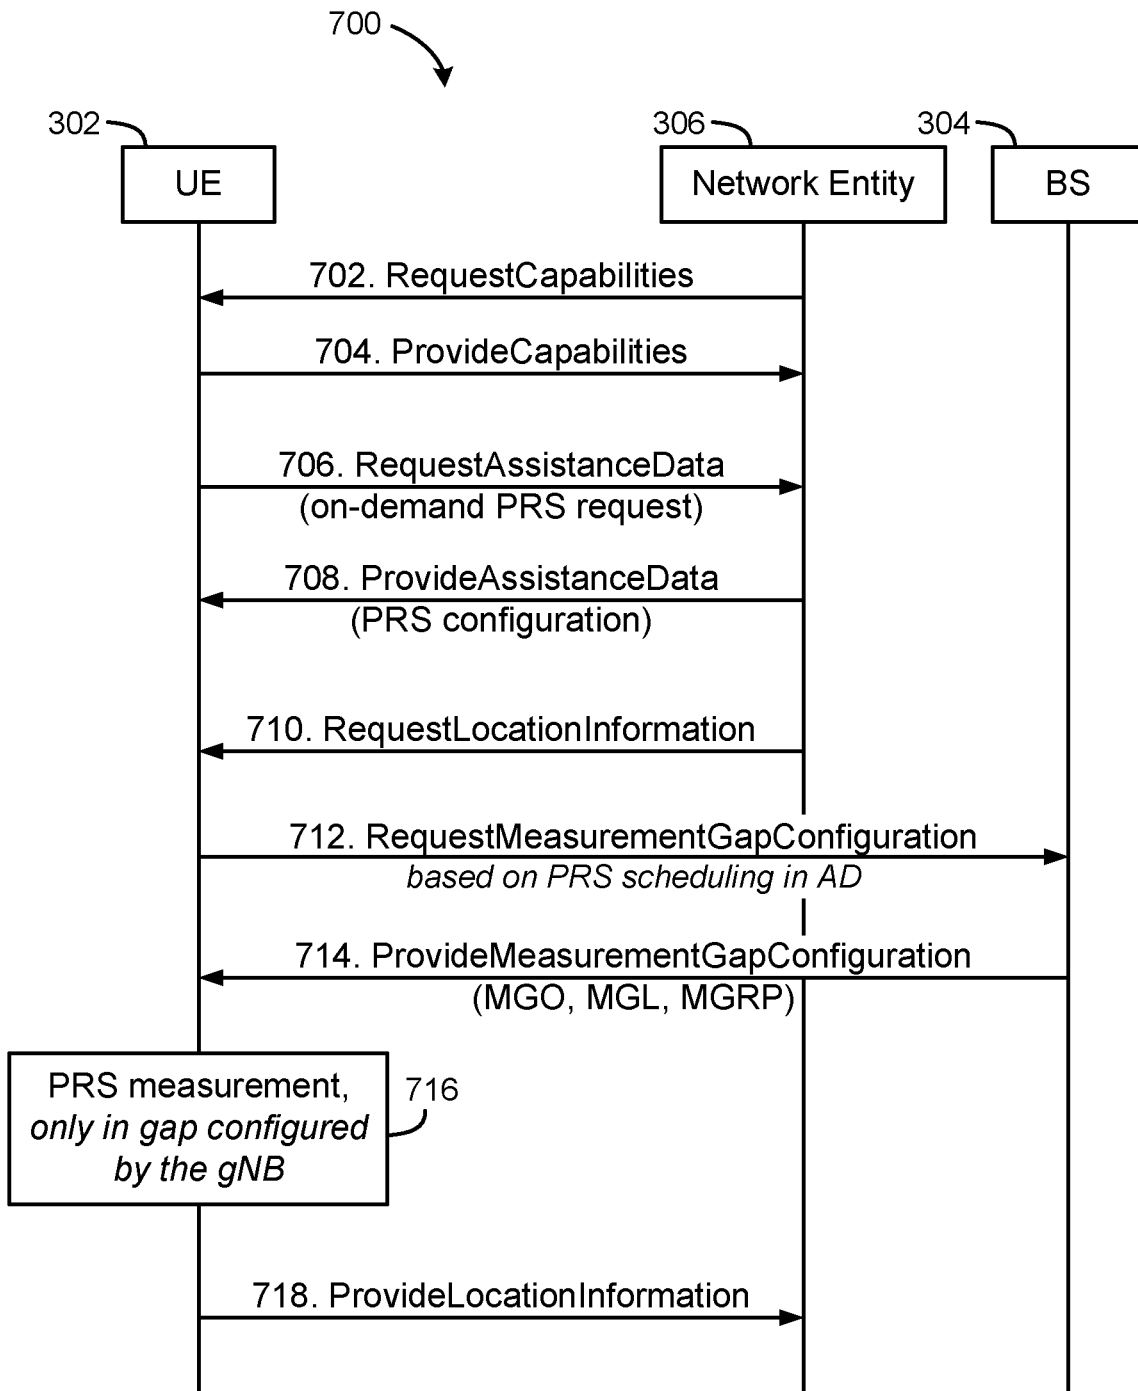 700
302
306
304
UE
Network Entity
BS
702. RequestCapabilities
704. ProvideCapabilities
706. RequestAssistanceData
(on-demand PRS request)
708. ProvideAssistanceData
(PRS configuration)
710. RequestLocationInformation
712. RequestMeasurementGapConfiguration
based on PRS scheduling in AD
714. ProvideMeasurementGapConfiguration
(MGO, MGL, MGRP)
PRS measurement,
only in gap configured
by the gNB
716
718. ProvideLocationInformation